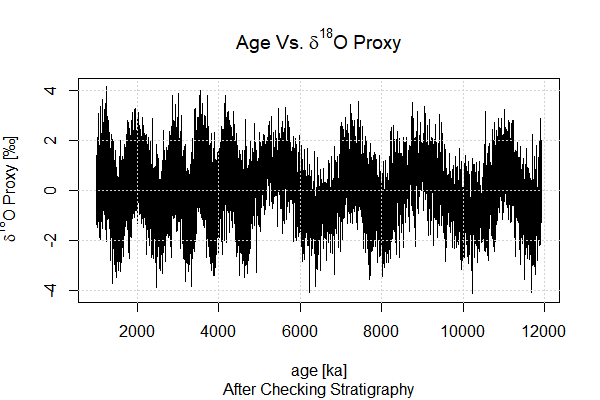 Age Vs. δ¹⁸O Proxy
δ¹⁸O Proxy [‰]
4
2
0
-2
-4
2000 4000 6000 8000 10000 12000
age [ka]
After Checking Stratigraphy